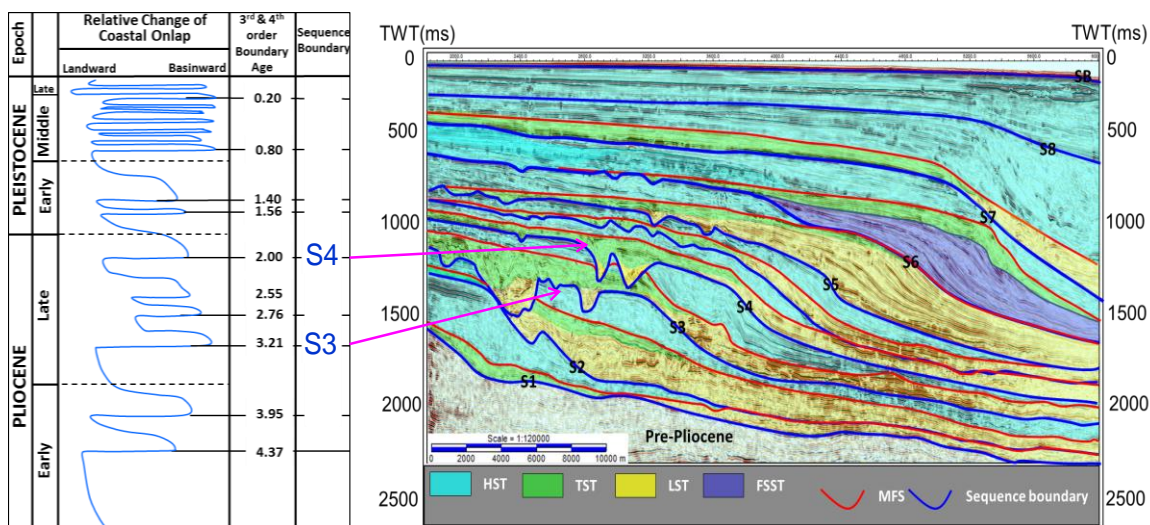 Epoch
Relative Change of
Coastal Onlap
Landward
Basinward
3rd & 4th
order
Boundary
Age
Sequence
Boundary
PLEISTOCENE
Late
Middle
Early
PLIOCENE
Late
Early
0.20
0.80
1.40
1.56
2.00
2.55
2.76
3.21
3.95
4.37
S4
S3
TWT(ms)
0
500
1000
1500
2000
2500
TWT(ms)
0
500
1000
1500
2000
2500
SB
S8
S7
S6
S5
S4
S3
S2
S1
Pre-Pliocene
Scale = 1:120000
0 2000 4000 6000 8000 10000 m
HST
TST
LST
FSST
MFS
Sequence boundary